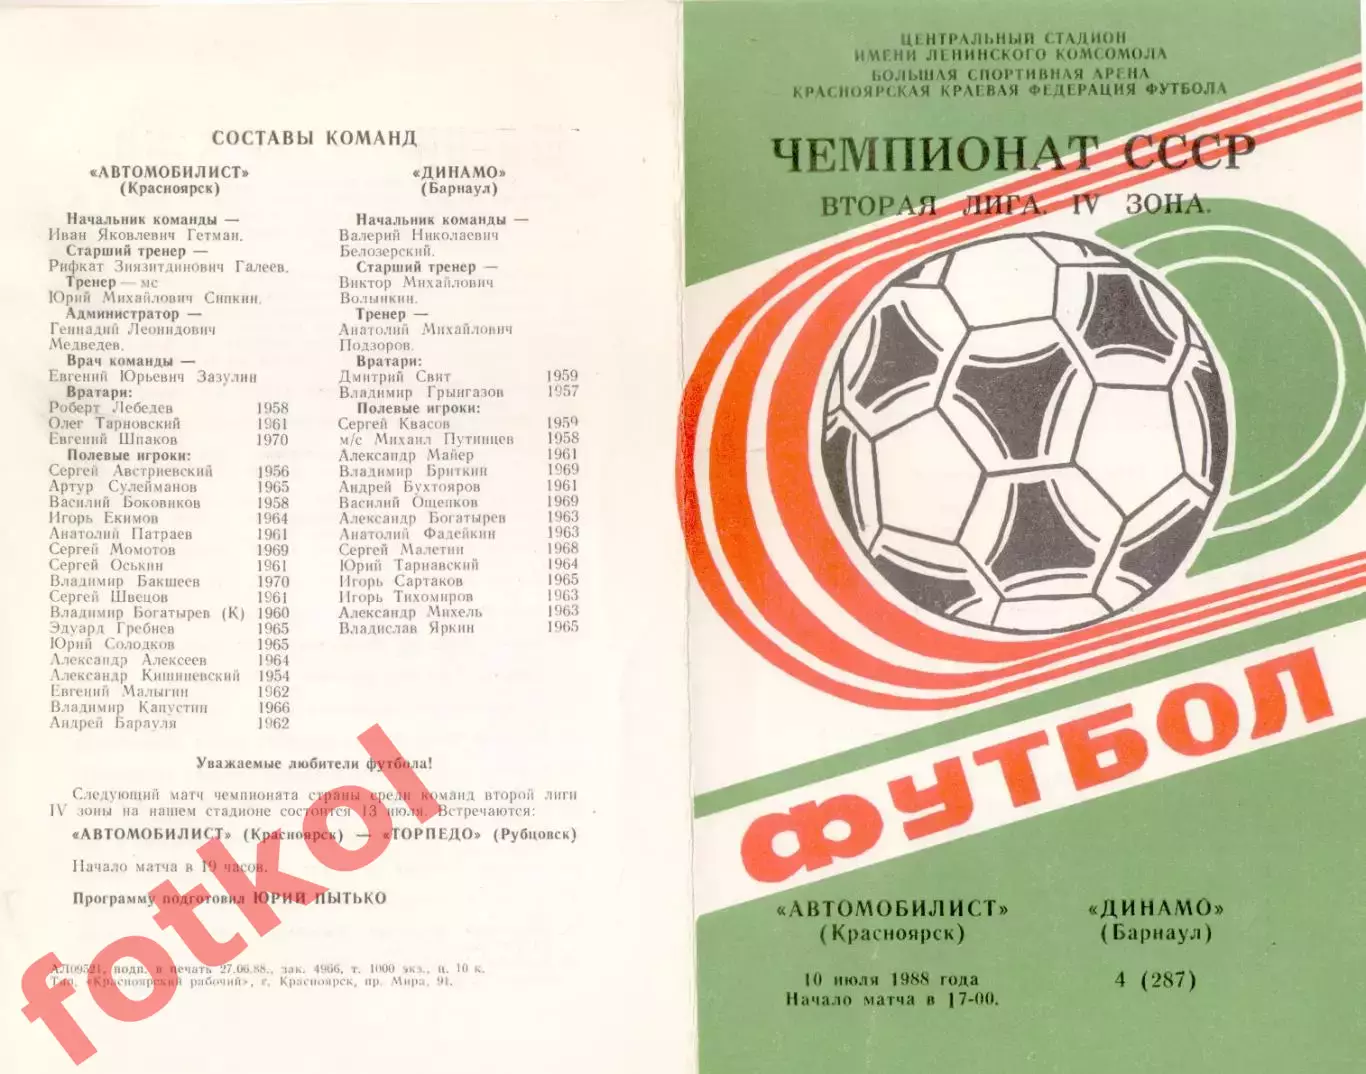 СОСТАВЫ КОМАНД
«АВТОМОБИЛИСТ»
(Красноярск)
Начальник команды —
Иван Яковлевич Гетман.
Старший тренер —
Рифкат Зиязитдинович Галеев.
Тренер — мс
Юрий Михайлович Сипкин.
Администратор —
Геннадий Леонидович
Медведев.
Врач команды —
Евгений Юрьевич Зазулин
Вратари:
Роберт Лебедев 1958
Олег Тарновский 1961
Евгений Шпаков 1970
Полевые игроки:
Сергей Австриевский 1956
Артур Сулейманов 1965
Василий Боковиков 1958
Игорь Екимов 1964
Анатолий Патраев 1961
Сергей Момотов 1969
Сергей Оськин 1961
Владимир Бакшеев 1970
Сергей Швецов 1961
Владимир Богатырев (К) 1960
Эдуард Гребнев 1965
Юрий Солодков 1965
Александр Алексеев 1964
Александр Кишиневский 1954
Евгений Малыгин 1962
Владимир Капустин 1966
Андрей Барауля 1962
«ДИНАМО»
(Барнаул)
Начальник команды —
Валерий Николаевич
Белозерский.
Старший тренер —
Виктор Михайлович
Волынкин.
Тренер —
Анатолий Михайлович
Подзоров.
Вратари:
Дмитрий Свит 1959
Владимир Грынгазов 1957
Полевые игроки:
Сергей Квасов 1959
м/с Михаил Путинцев 1958
Александр Майер 1961
Владимир Бриткин 1969
Андрей Бухтояров 1961
Василий Ощепков 1969
Александр Богатырев 1963
Анатолий Фадейкин 1963
Сергей Малетин 1968
Юрий Тарнавский 1964
Игорь Сартаков 1965
Игорь Тихомиров 1963
Александр Михель 1963
Владислав Яркин 1965
Уважаемые любители футбола!
Следующий матч чемпионата страны среди команд второй лиги
IV зоны на нашем стадионе состоится 13 июля. Встречаются:
«АВТОМОБИЛИСТ» (Красноярск) — «ТОРПЕДО» (Рубцовск)
Начало матча в 19 часов.
Программу подготовил ЮРИЙ ПЫТЬКО
АЛ09521, подп. в печать 27.06.88., зак. 4966, т. 1000 экз., ц. 10 к.
Тип. «Красноярский рабочий», г. Красноярск, пр. Мира, 91.
fotkol
ЦЕНТРАЛЬНЫЙ СТАДИОН
ИМЕНИ ЛЕНИНСКОГО КОМСОМОЛА
БОЛЬШАЯ СПОРТИВНАЯ АРЕНА
КРАСНОЯРСКАЯ КРАЕВАЯ ФЕДЕРАЦИЯ ФУТБОЛА
ЧЕМПИОНАТ СССР
ВТОРАЯ ЛИГА. IV ЗОНА.
ФУТБОЛ
«АВТОМОБИЛИСТ»
(Красноярск)
«ДИНАМО»
(Барнаул)
10 июля 1988 года
Начало матча в 17-00.
4 (287)